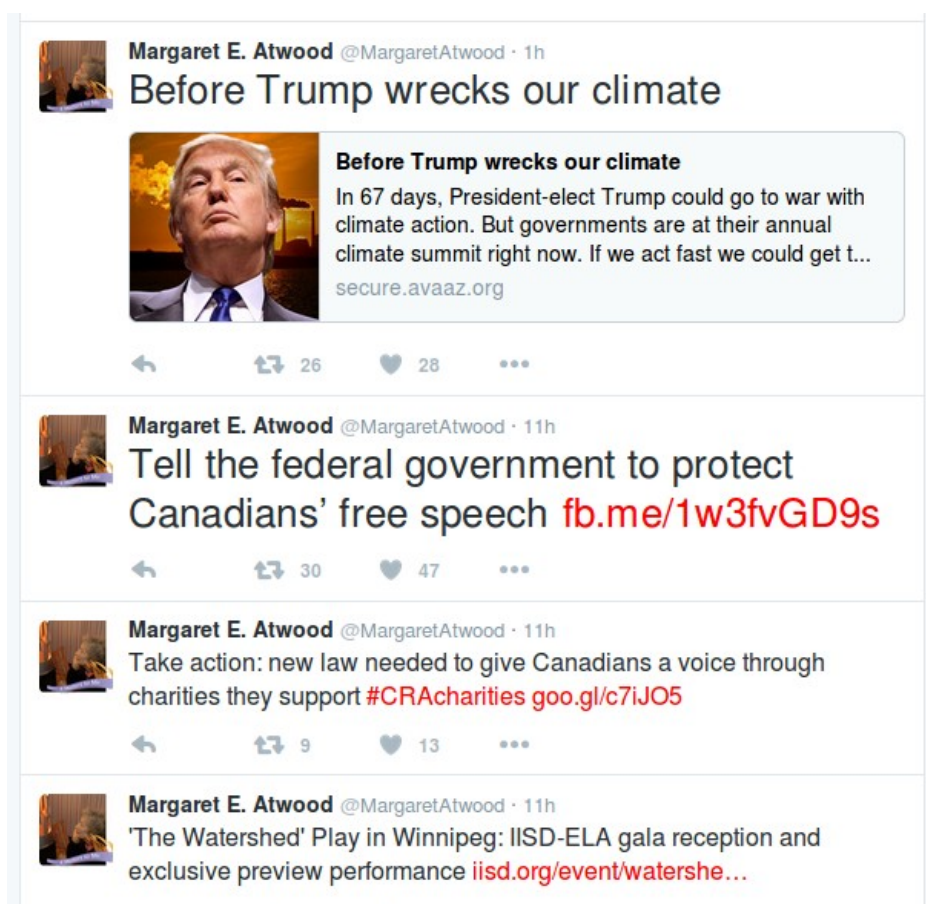 Margaret E. Atwood @MargaretAtwood · 1h
Before Trump wrecks our climate
Before Trump wrecks our climate
In 67 days, President-elect Trump could go to war with
climate action. But governments are at their annual
climate summit right now. If we act fast we could get t...
secure.avaaz.org
26 28 •••
Margaret E. Atwood @MargaretAtwood · 11h
Tell the federal government to protect
Canadians’ free speech fb.me/1w3fvGD9s
30 47 •••
Margaret E. Atwood @MargaretAtwood · 11h
Take action: new law needed to give Canadians a voice through
charities they support #CRAcharities goo.gl/c7iJO5
9 13 •••
Margaret E. Atwood @MargaretAtwood · 11h
'The Watershed' Play in Winnipeg: IISD-ELA gala reception and
exclusive preview performance iisd.org/event/watershe…